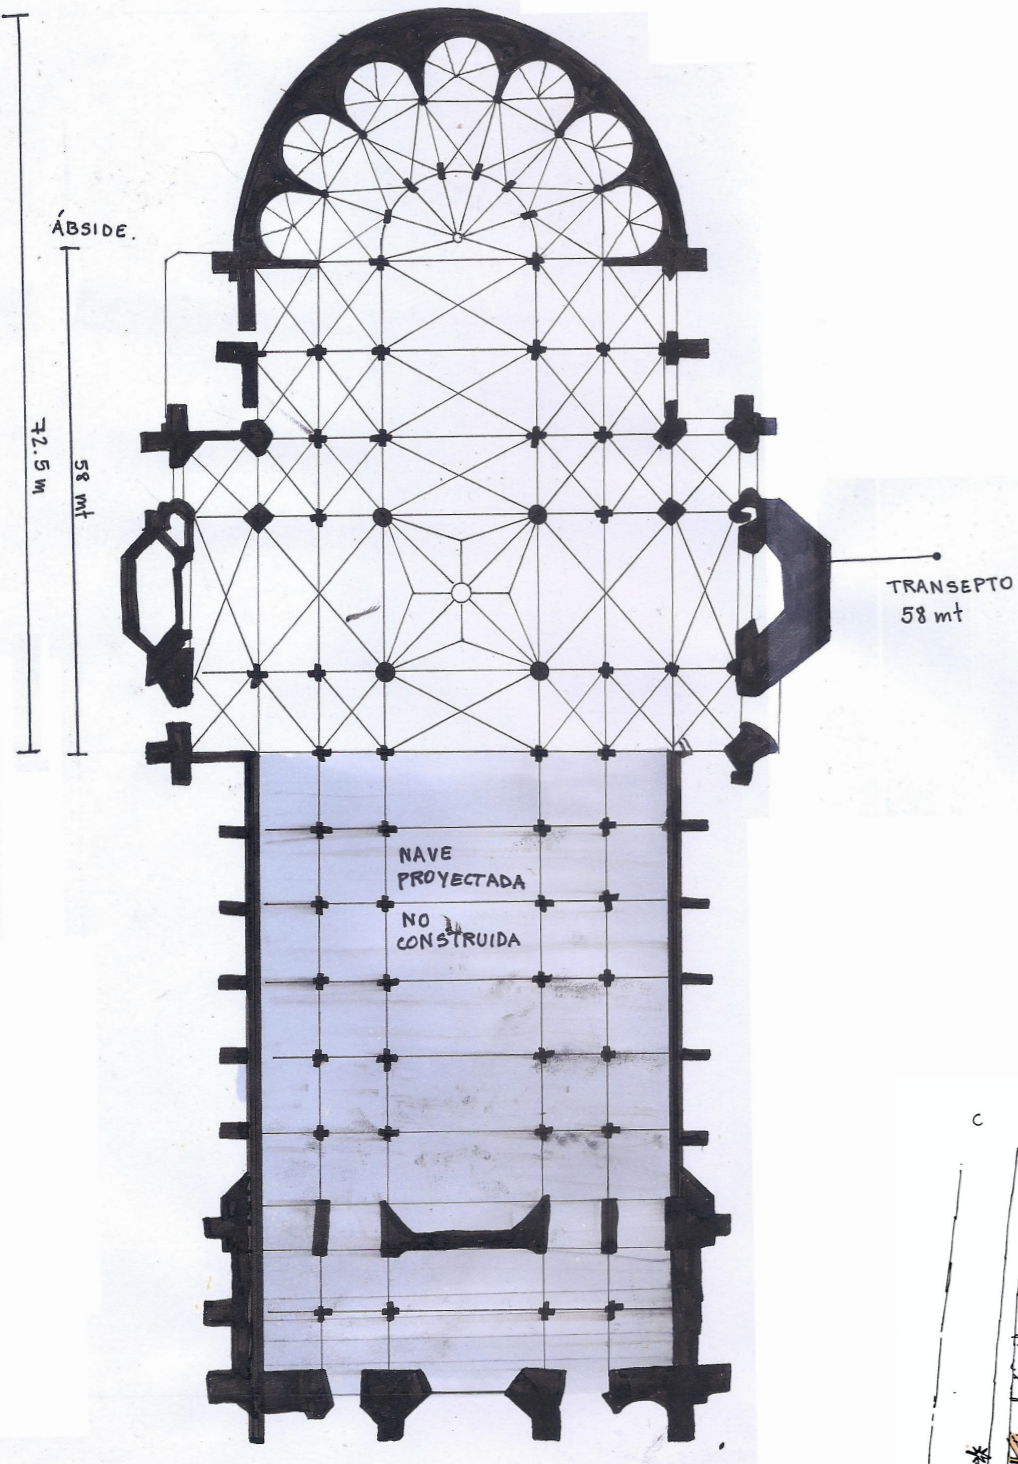 ÁBSIDE.
72.5 m
58 mt
TRANSEPTO
58 mt
NAVE
PROYECTADA
NO
CONSTRUIDA
C